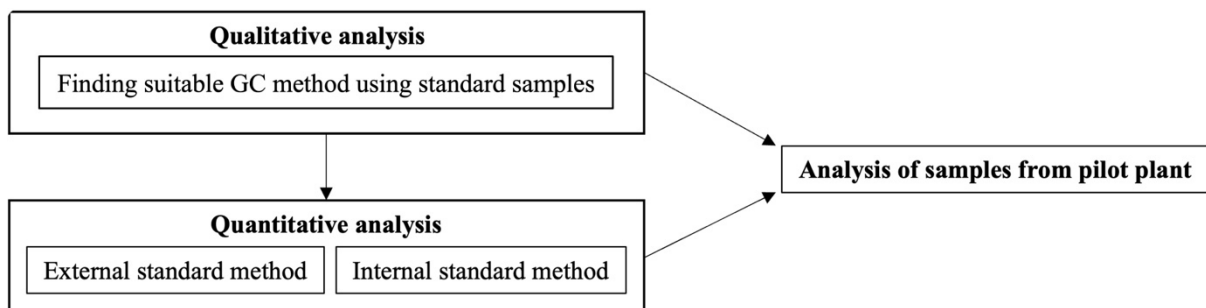 Qualitative analysis
Finding suitable GC method using standard samples
Analysis of samples from pilot plant
Quantitative analysis
External standard method
Internal standard method